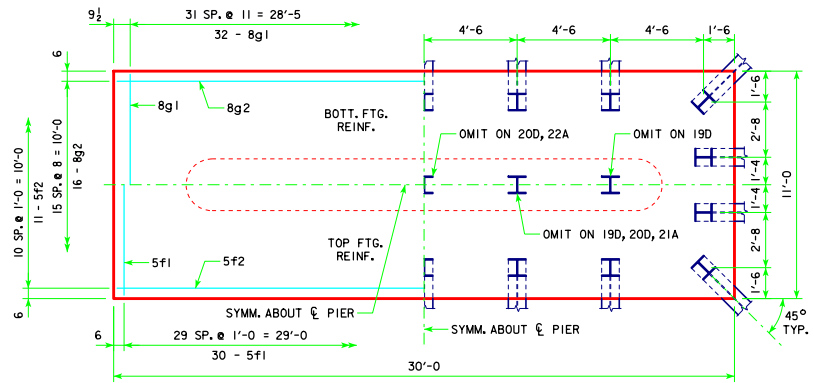 9½
31 SP.@ 11 = 28'-5
32 - 8g1
4'-6
4'-6
4'-6
1'-6
6
8g1
8g2
BOTT. FTG.
REINF.
OMIT ON 20D, 22A
OMIT ON 19D
1'-6
2'-8
1'-4
1'-4
2'-8
1'-6
11'-0
10 SP.@ 1'-0 = 10'-0
11 - 5f2
15 SP.@ 8 = 10'-0
16 - 8g2
TOP FTG.
REINF.
OMIT ON 19D, 20D, 21A
5f1
5f2
6
SYMM. ABOUT ℄ PIER
SYMM. ABOUT ℄ PIER
45°
TYP.
6
29 SP.@ 1'-0 = 29'-0
30 - 5f1
30'-0